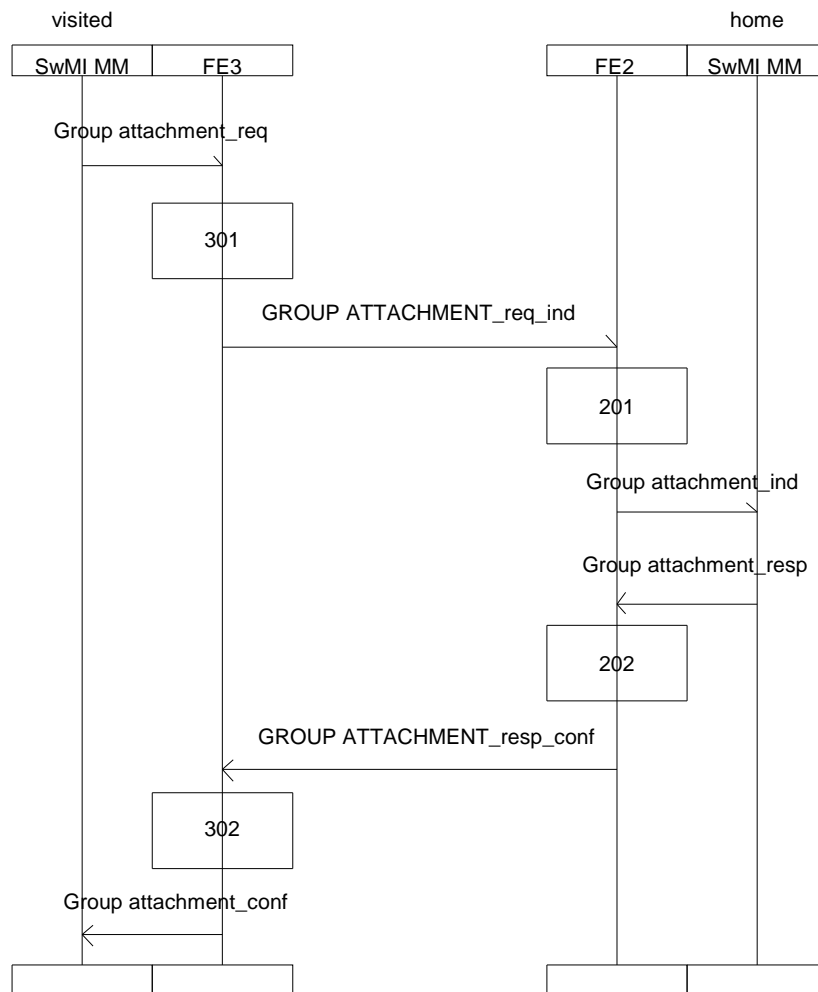 visited
home
SwMI MM
FE3
FE2
SwMI MM
Group attachment_req
301
GROUP ATTACHMENT_req_ind
201
Group attachment_ind
Group attachment_resp
202
GROUP ATTACHMENT_resp_conf
302
Group attachment_conf